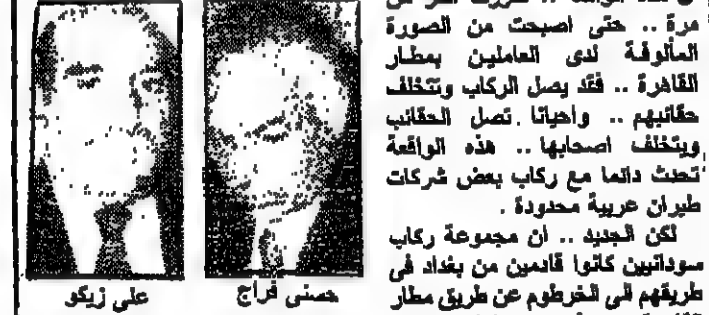 مرة .. حتى اصبحت من الصورة
المألوفة لدى العاملين بمطار
القاهرة .. فقد يصل الركاب وتتخلف
حقائبهم .. واحيانا تصل الحقائب
ويتخلف اصحابها .. هذه الواقعة
تحدث دائما مع ركاب بعض شركات
طيران عربية محدودة .
لكن الجديد .. ان مجموعة ركاب
سودانيين كانوا قادمين من بغداد فى
طريقهم الى الخرطوم عن طريق مطار
حسنى فراج
على زيكو